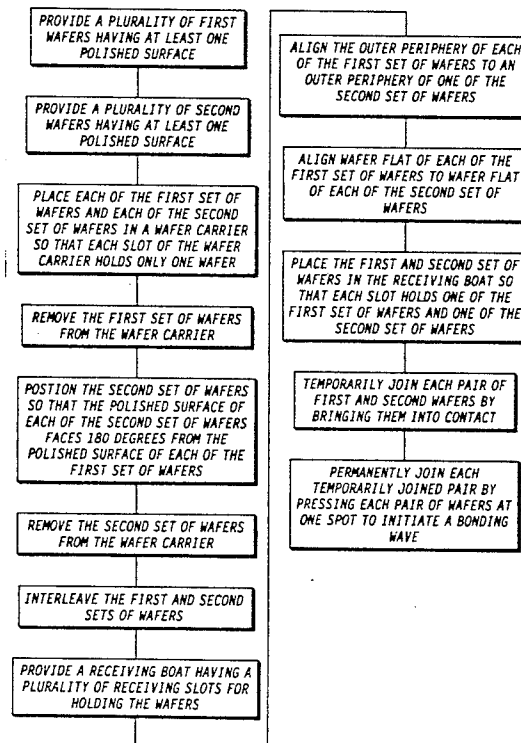 PROVIDE A PLURALITY OF FIRST
WAFERS HAVING AT LEAST ONE
POLISHED SURFACE
PROVIDE A PLURALITY OF SECOND
WAFERS HAVING AT LEAST ONE
POLISHED SURFACE
PLACE EACH OF THE FIRST SET OF
WAFERS AND EACH OF THE SECOND
SET OF WAFERS IN A WAFER CARRIER
SO THAT EACH SLOT OF THE WAFER
CARRIER HOLDS ONLY ONE WAFER
REMOVE THE FIRST SET OF WAFERS
FROM THE WAFER CARRIER
POSTION THE SECOND SET OF WAFERS
SO THAT THE POLISHED SURFACE OF
EACH OF THE SECOND SET OF WAFERS
FACES 180 DEGREES FROM THE
POLISHED SURFACE OF EACH OF THE
FIRST SET OF WAFERS
REMOVE THE SECOND SET OF WAFERS
FROM THE WAFER CARRIER
INTERLEAVE THE FIRST AND SECOND
SETS OF WAFERS
PROVIDE A RECEIVING BOAT HAVING A
PLURALITY OF RECEIVING SLOTS FOR
HOLDING THE WAFERS
ALIGN THE OUTER PERIPHERY OF EACH
OF THE FIRST SET OF WAFERS TO AN
OUTER PERIPHERY OF ONE OF THE
SECOND SET OF WAFERS
ALIGN WAFER FLAT OF EACH OF THE
FIRST SET OF WAFERS TO WAFER FLAT
OF EACH OF THE SECOND SET OF
WAFERS
PLACE THE FIRST AND SECOND SET OF
WAFERS IN THE RECEIVING BOAT SO
THAT EACH SLOT HOLDS ONE OF THE
FIRST SET OF WAFERS AND ONE OF THE
SECOND SET OF WAFERS
TEMPORARILY JOIN EACH PAIR OF
FIRST AND SECOND WAFERS BY
BRINGING THEM INTO CONTACT
PERMANENTLY JOIN EACH
TEMPORARILY JOINED PAIR BY
PRESSING EACH PAIR OF WAFERS AT
ONE SPOT TO INITIATE A BONDING
WAVE